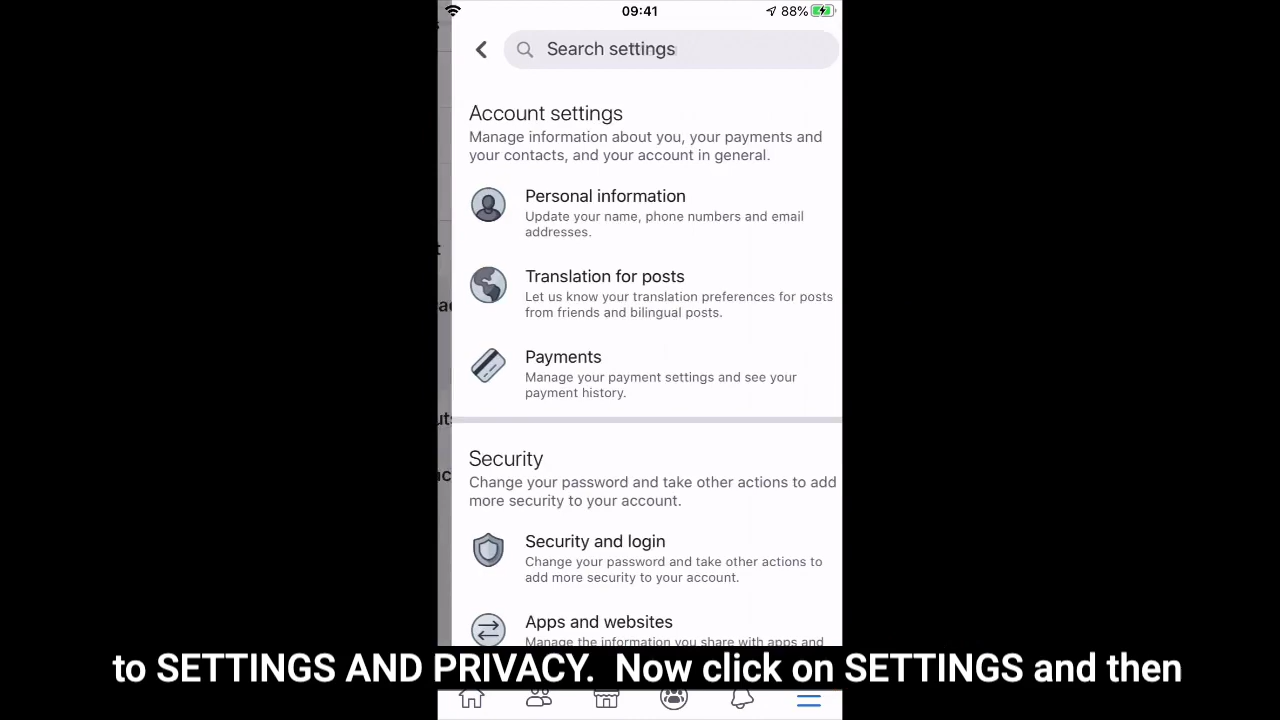 09:41
88%
Search settings
Account settings
Manage information about you, your payments and
your contacts, and your account in general.
Personal information
Update your name, phone numbers and email
addresses.
Translation for posts
Let us know your translation preferences for posts
from friends and bilingual posts.
Payments
Manage your payment settings and see your
payment history.
Security
Change your password and take other actions to add
more security to your account.
Security and login
Change your password and take other actions to
add more security to your account.
Apps and websites
Manage the information you share with apps and
to SETTINGS AND PRIVACY. Now click on SETTINGS and then